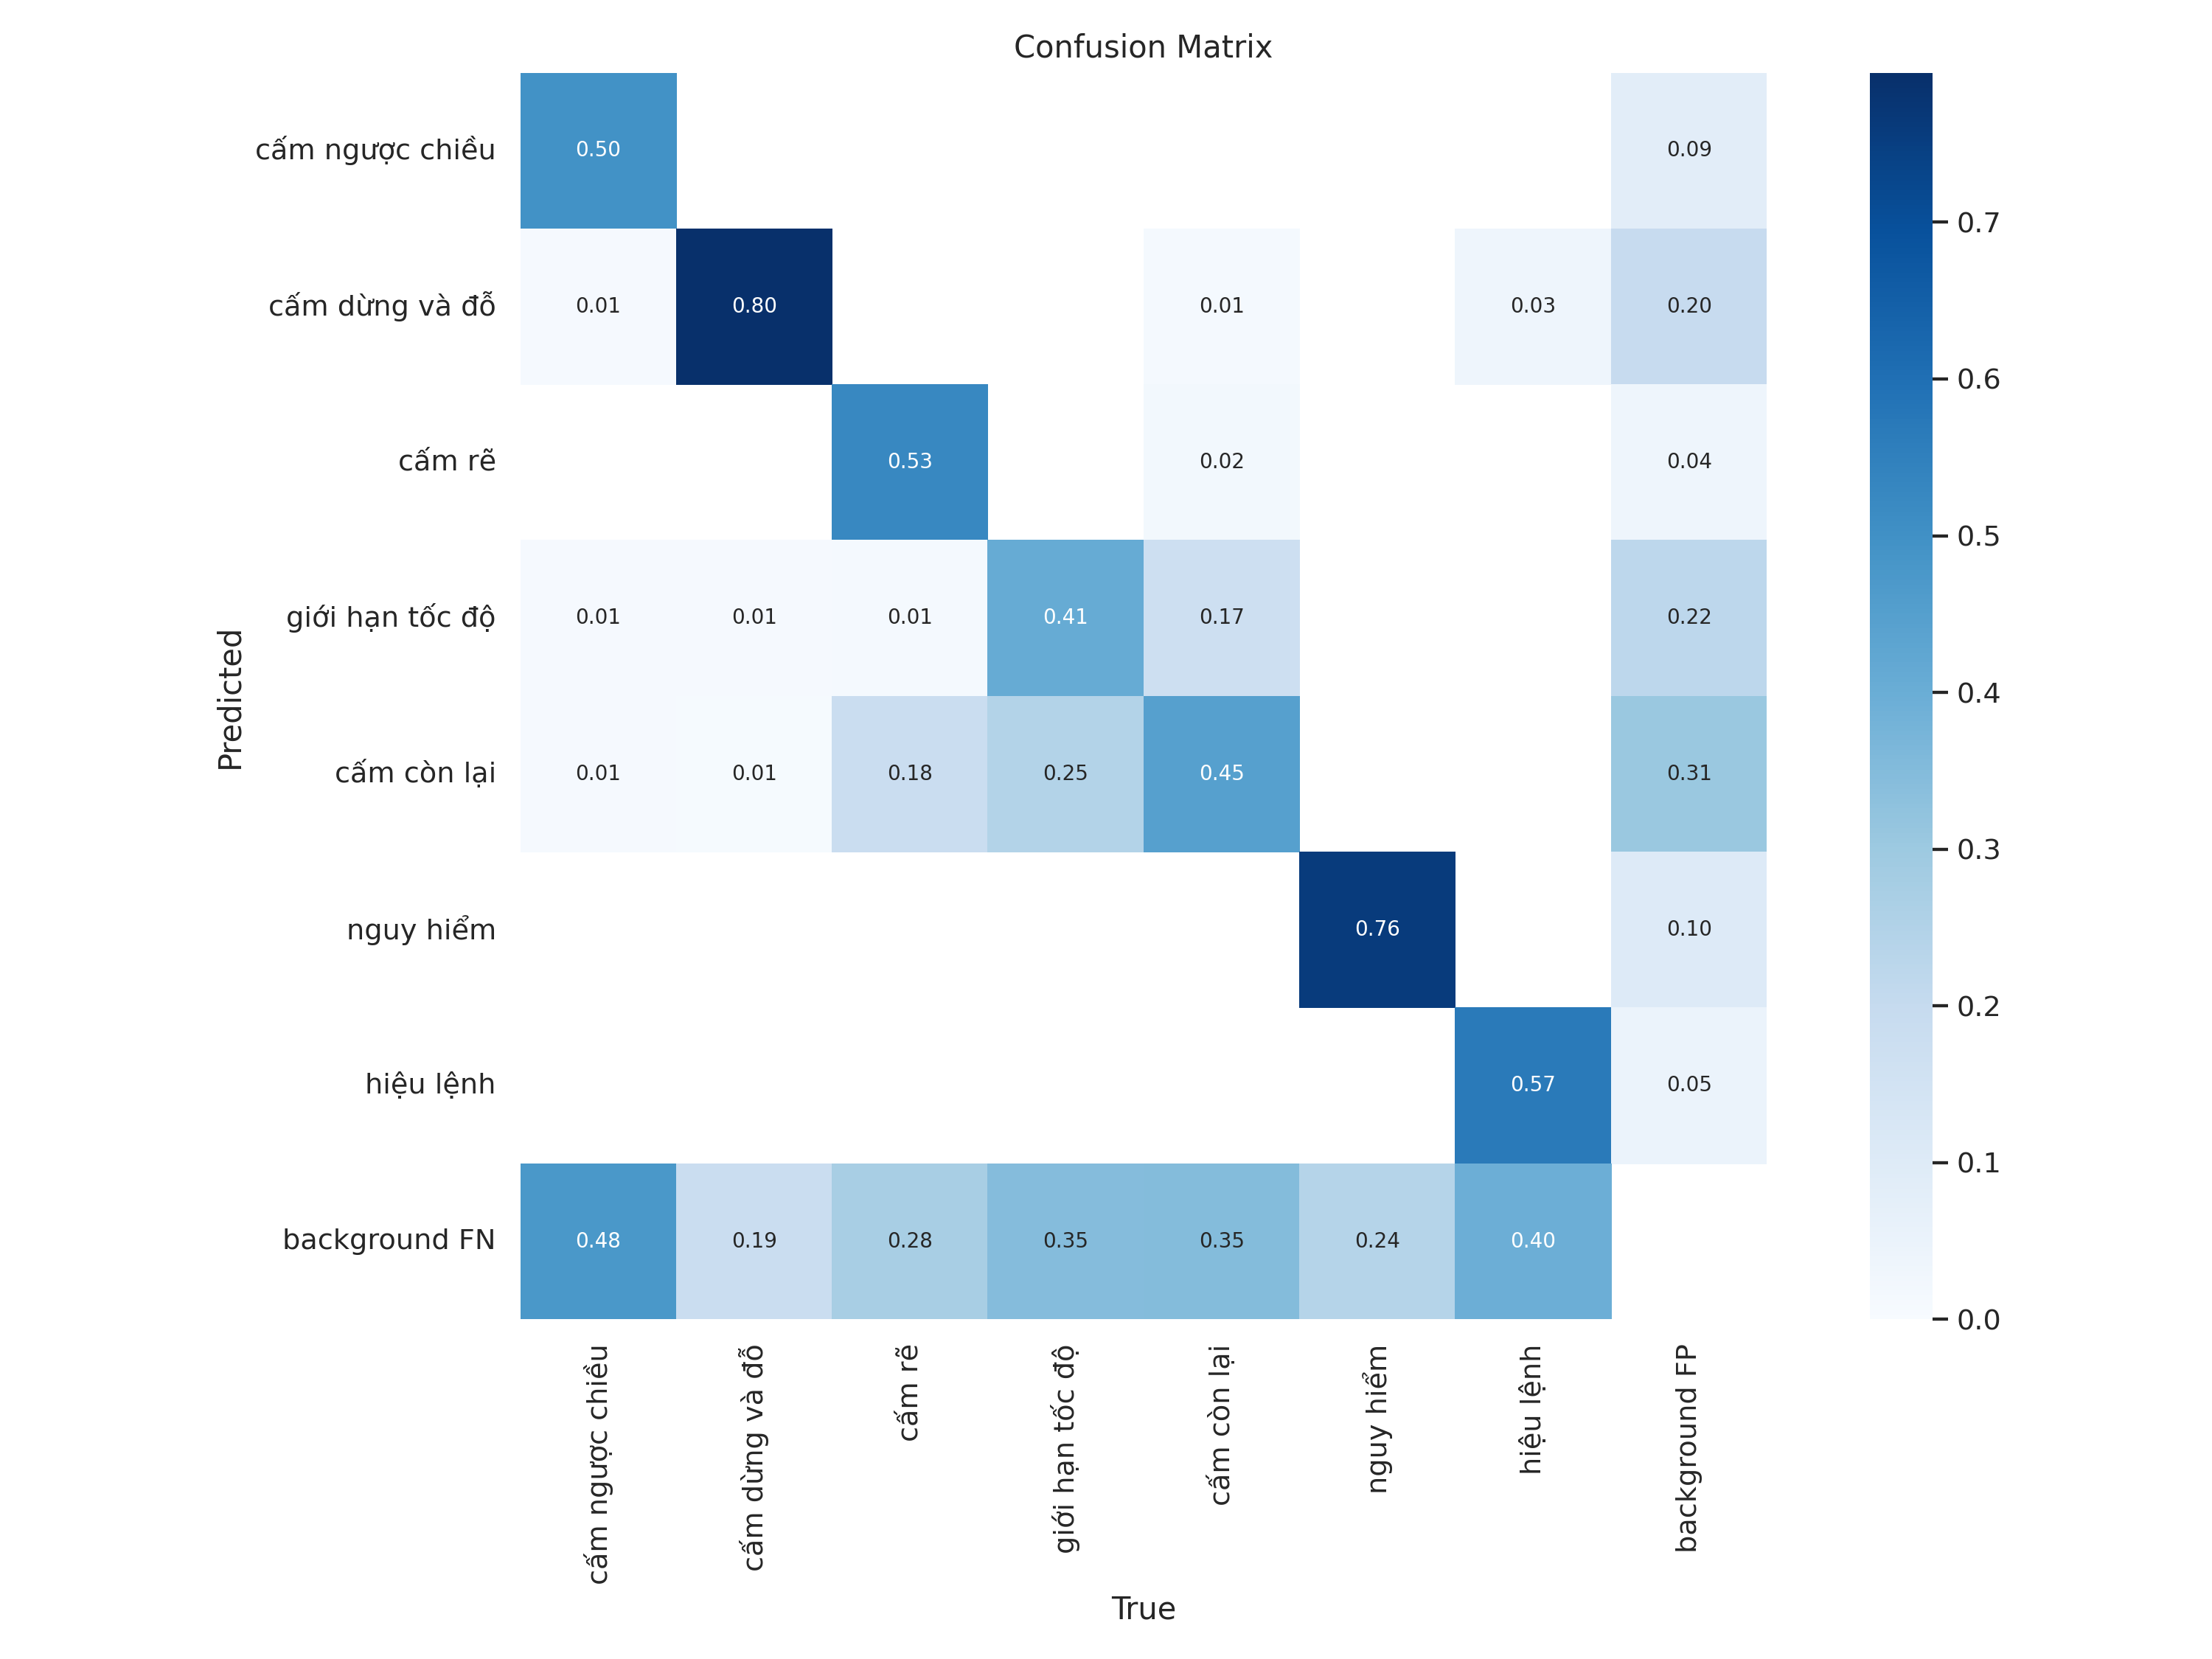 Confusion Matrix
cấm ngược chiều
0.50
0.09
cấm dừng và đỗ
0.01
0.80
0.01
0.03
0.20
cấm rẽ
0.53
0.02
0.04
giới hạn tốc độ
0.01
0.01
0.01
0.41
0.17
0.22
cấm còn lại
0.01
0.01
0.18
0.25
0.45
0.31
nguy hiểm
0.76
0.10
hiệu lệnh
0.57
0.05
background FN
0.48
0.19
0.28
0.35
0.35
0.24
0.40
Predicted
cấm ngược chiều
cấm dừng và đỗ
cấm rẽ
giới hạn tốc độ
cấm còn lại
nguy hiểm
hiệu lệnh
background FP
True
0.7
0.6
0.5
0.4
0.3
0.2
0.1
0.0